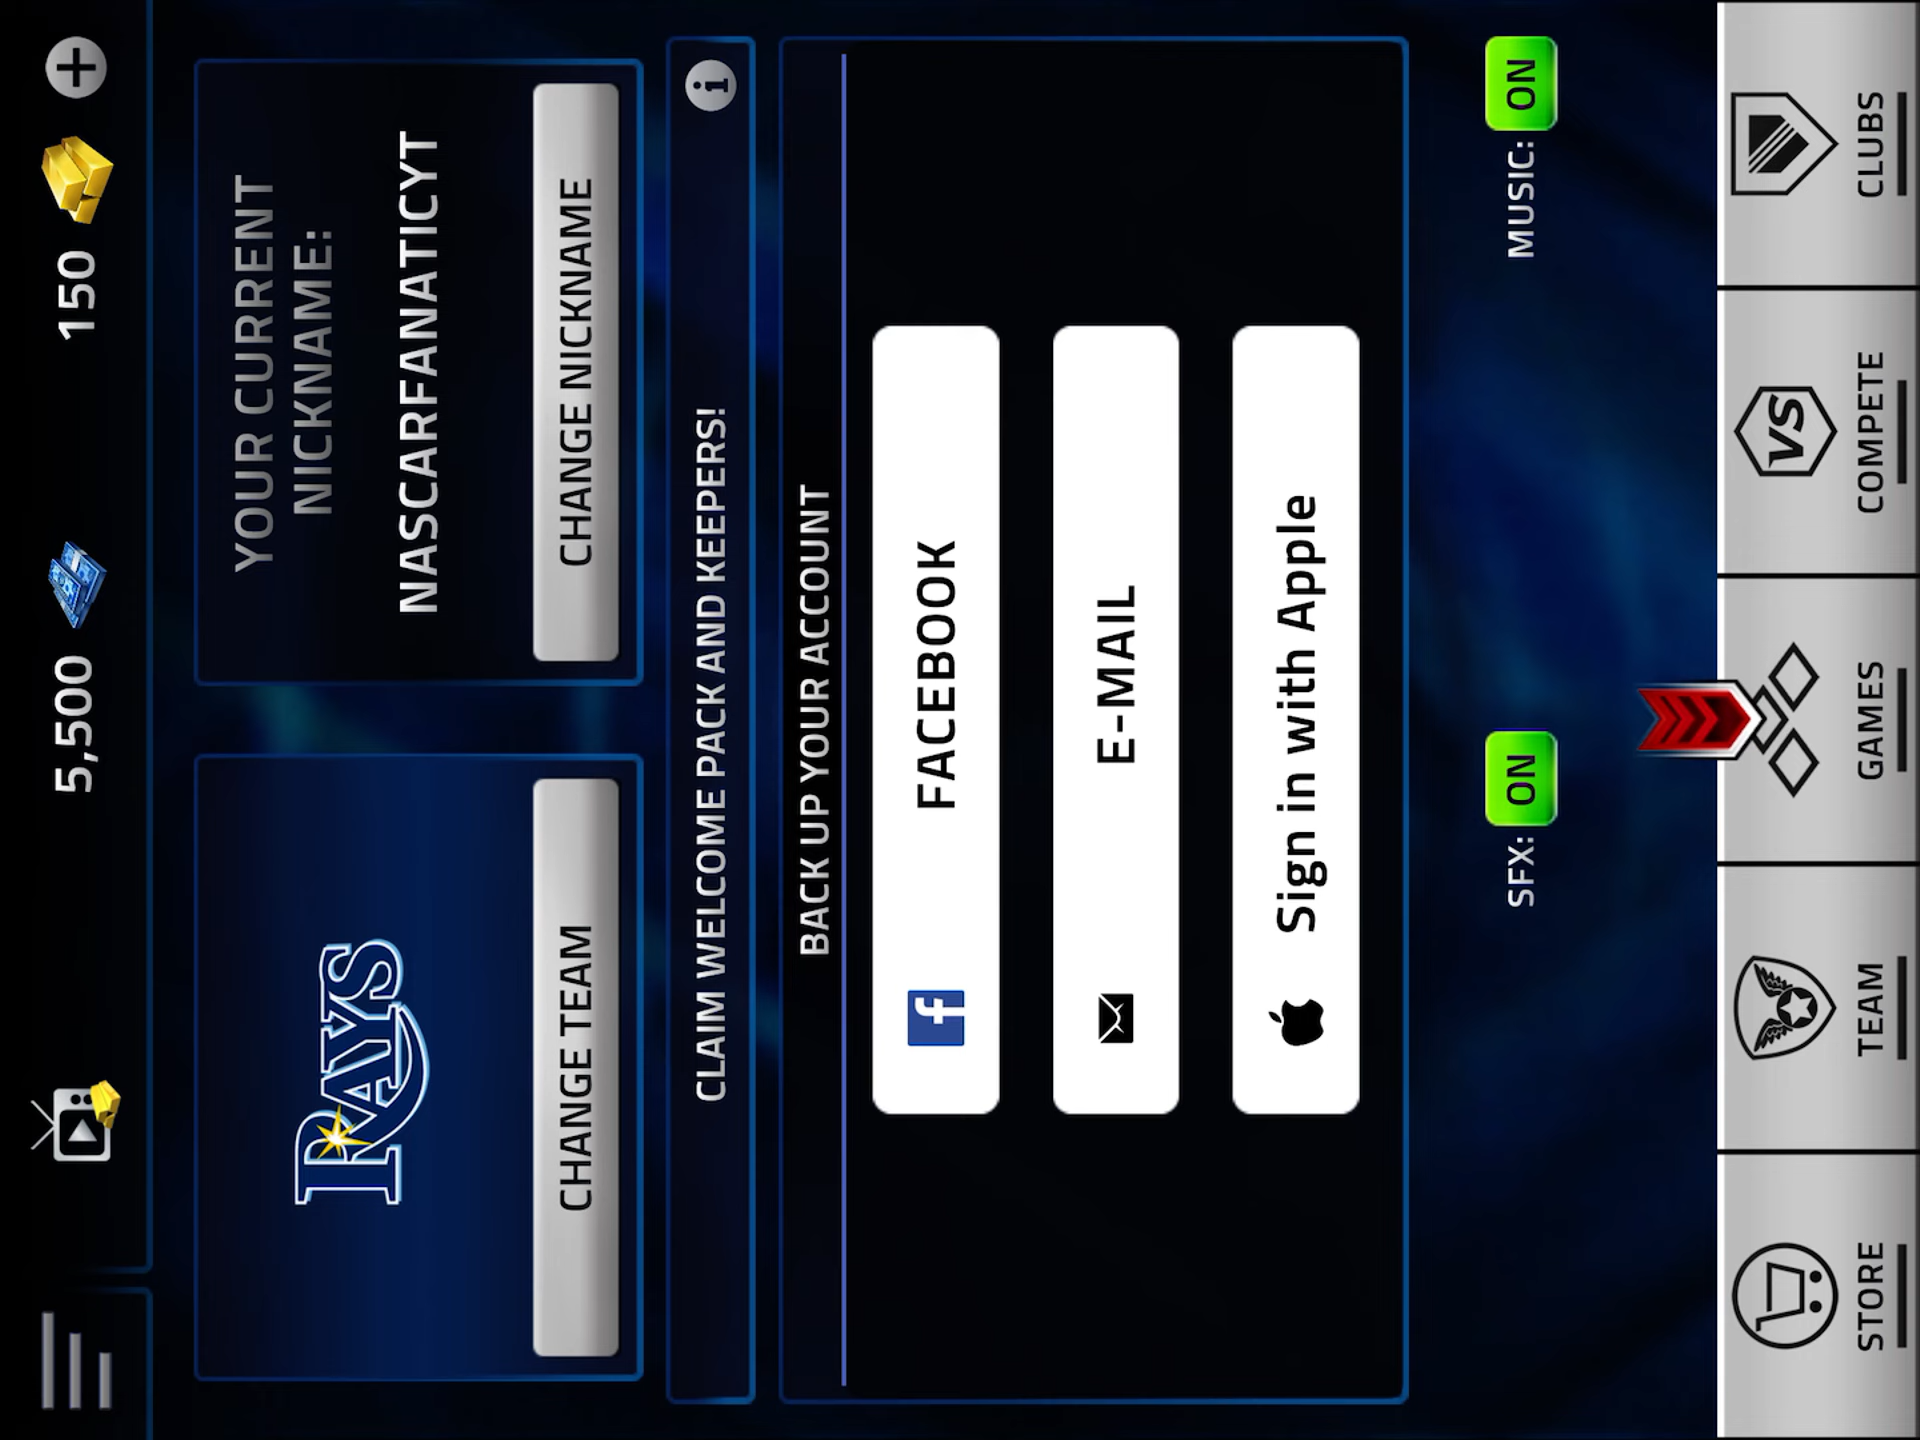 5,500
150
RAYS
CHANGE TEAM
YOUR CURRENT
NICKNAME:
NASCARFANATICYT
CHANGE NICKNAME
CLAIM WELCOME PACK AND KEEPERS!
i
BACK UP YOUR ACCOUNT
f FACEBOOK
E-MAIL
Sign in with Apple
SFX: ON
MUSIC: ON
VS
STORE
TEAM
GAMES
COMPETE
CLUBS